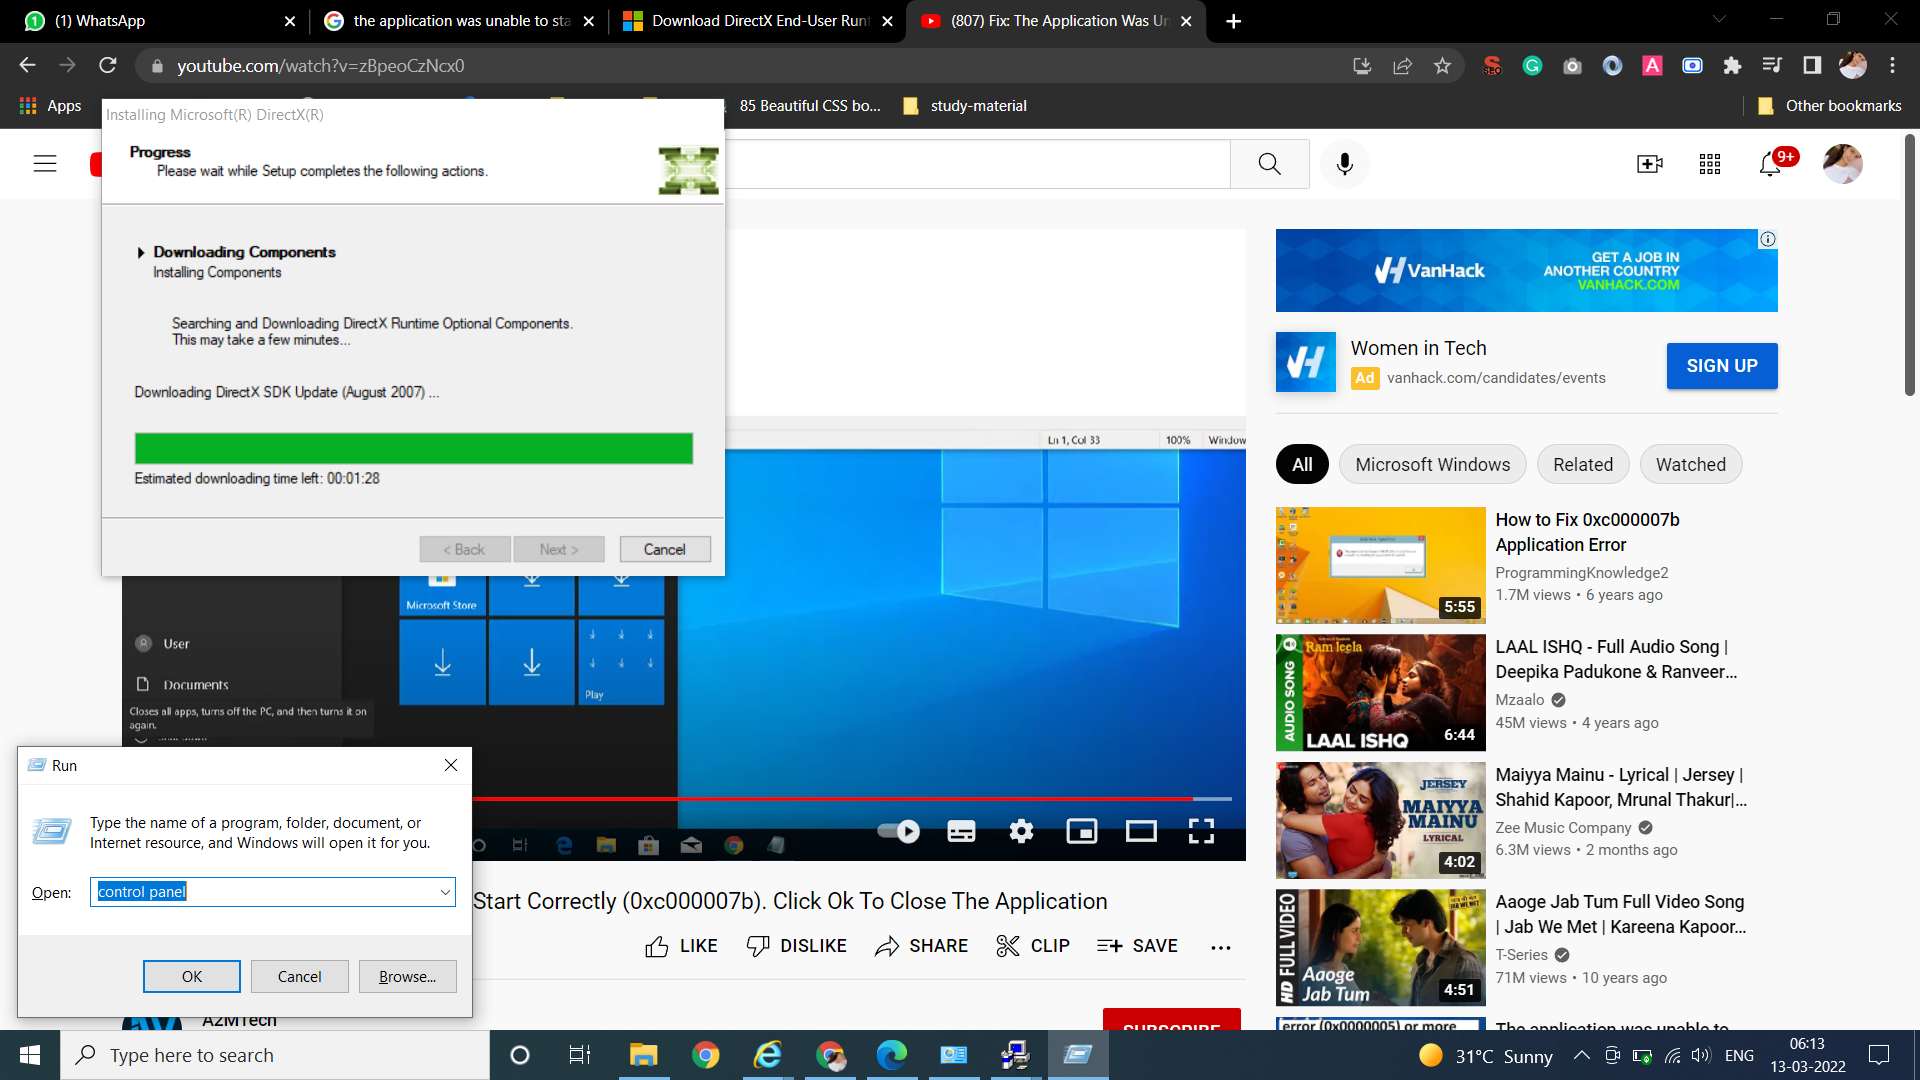 (1) WhatsApp
the application was unable to sta
Download DirectX End-User Runt
(807) Fix: The Application Was Un
youtube.com/watch?v=zBpeoCzNcx0
SEO
A
Apps
85 Beautiful CSS bo...
study-material
Other bookmarks
Installing Microsoft(R) DirectX(R)
Progress
Please wait while Setup completes the following actions.
Downloading Components
Installing Components
Searching and Downloading DirectX Runtime Optional Components.
This may take a few minutes...
Downloading DirectX SDK Update (August 2007) ...
Estimated downloading time left: 00:01:28
< Back
Next >
Cancel
9+
Ln 1, Col 33
100%
Window
Microsoft Store
User
Documents
Play
Closes all apps, turns off the PC, and then turns it on
again.
Run
Type the name of a program, folder, document, or
Internet resource, and Windows will open it for you.
Open:
control panel
OK
Cancel
Browse...
Start Correctly (0xc000007b). Click Ok To Close The Application
LIKE
DISLIKE
SHARE
CLIP
SAVE
A2MTech
SUBSCRIBE
VanHack
GET A JOB IN
ANOTHER COUNTRY
VANHACK.COM
Women in Tech
Ad
vanhack.com/candidates/events
SIGN UP
All
Microsoft Windows
Related
Watched
5:55
How to Fix 0xc000007b
Application Error
ProgrammingKnowledge2
1.7M views • 6 years ago
AUDIO SONG
Ram leela
LAAL ISHQ
6:44
LAAL ISHQ - Full Audio Song |
Deepika Padukone & Ranveer...
Mzaalo
45M views • 4 years ago
JERSEY
MAIYYA
MAINU
LYRICAL
4:02
Maiyya Mainu - Lyrical | Jersey |
Shahid Kapoor, Mrunal Thakur|...
Zee Music Company
6.3M views • 2 months ago
HD FULL VIDEO
JAB WE MET
Aaoge
Jab Tum
4:51
Aaoge Jab Tum Full Video Song
| Jab We Met | Kareena Kapoor...
T-Series
71M views • 10 years ago
error (0x0000005) or more
The application was unable to
Type here to search
31°C Sunny
ENG
06:13
13-03-2022